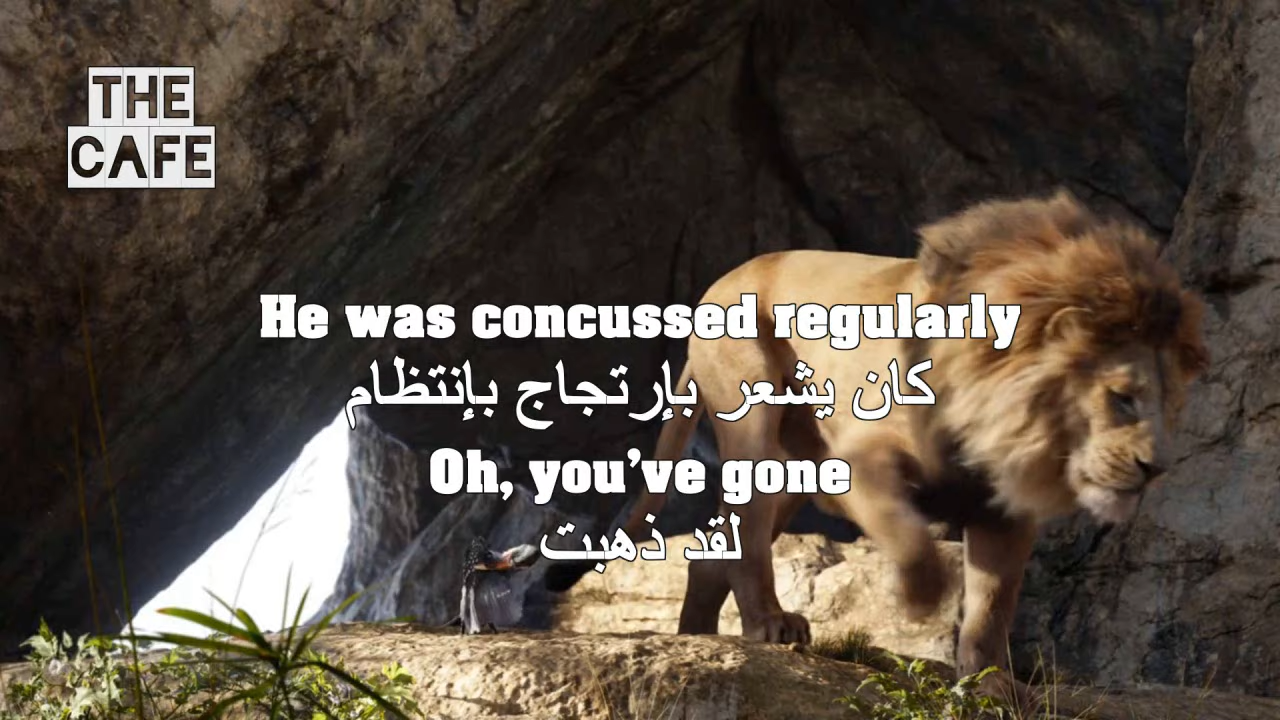 THE
CAFE
He was concussed regularly
كان يشعر بإرتجاج بإنتظام
Oh, you've gone
لقد ذهبت